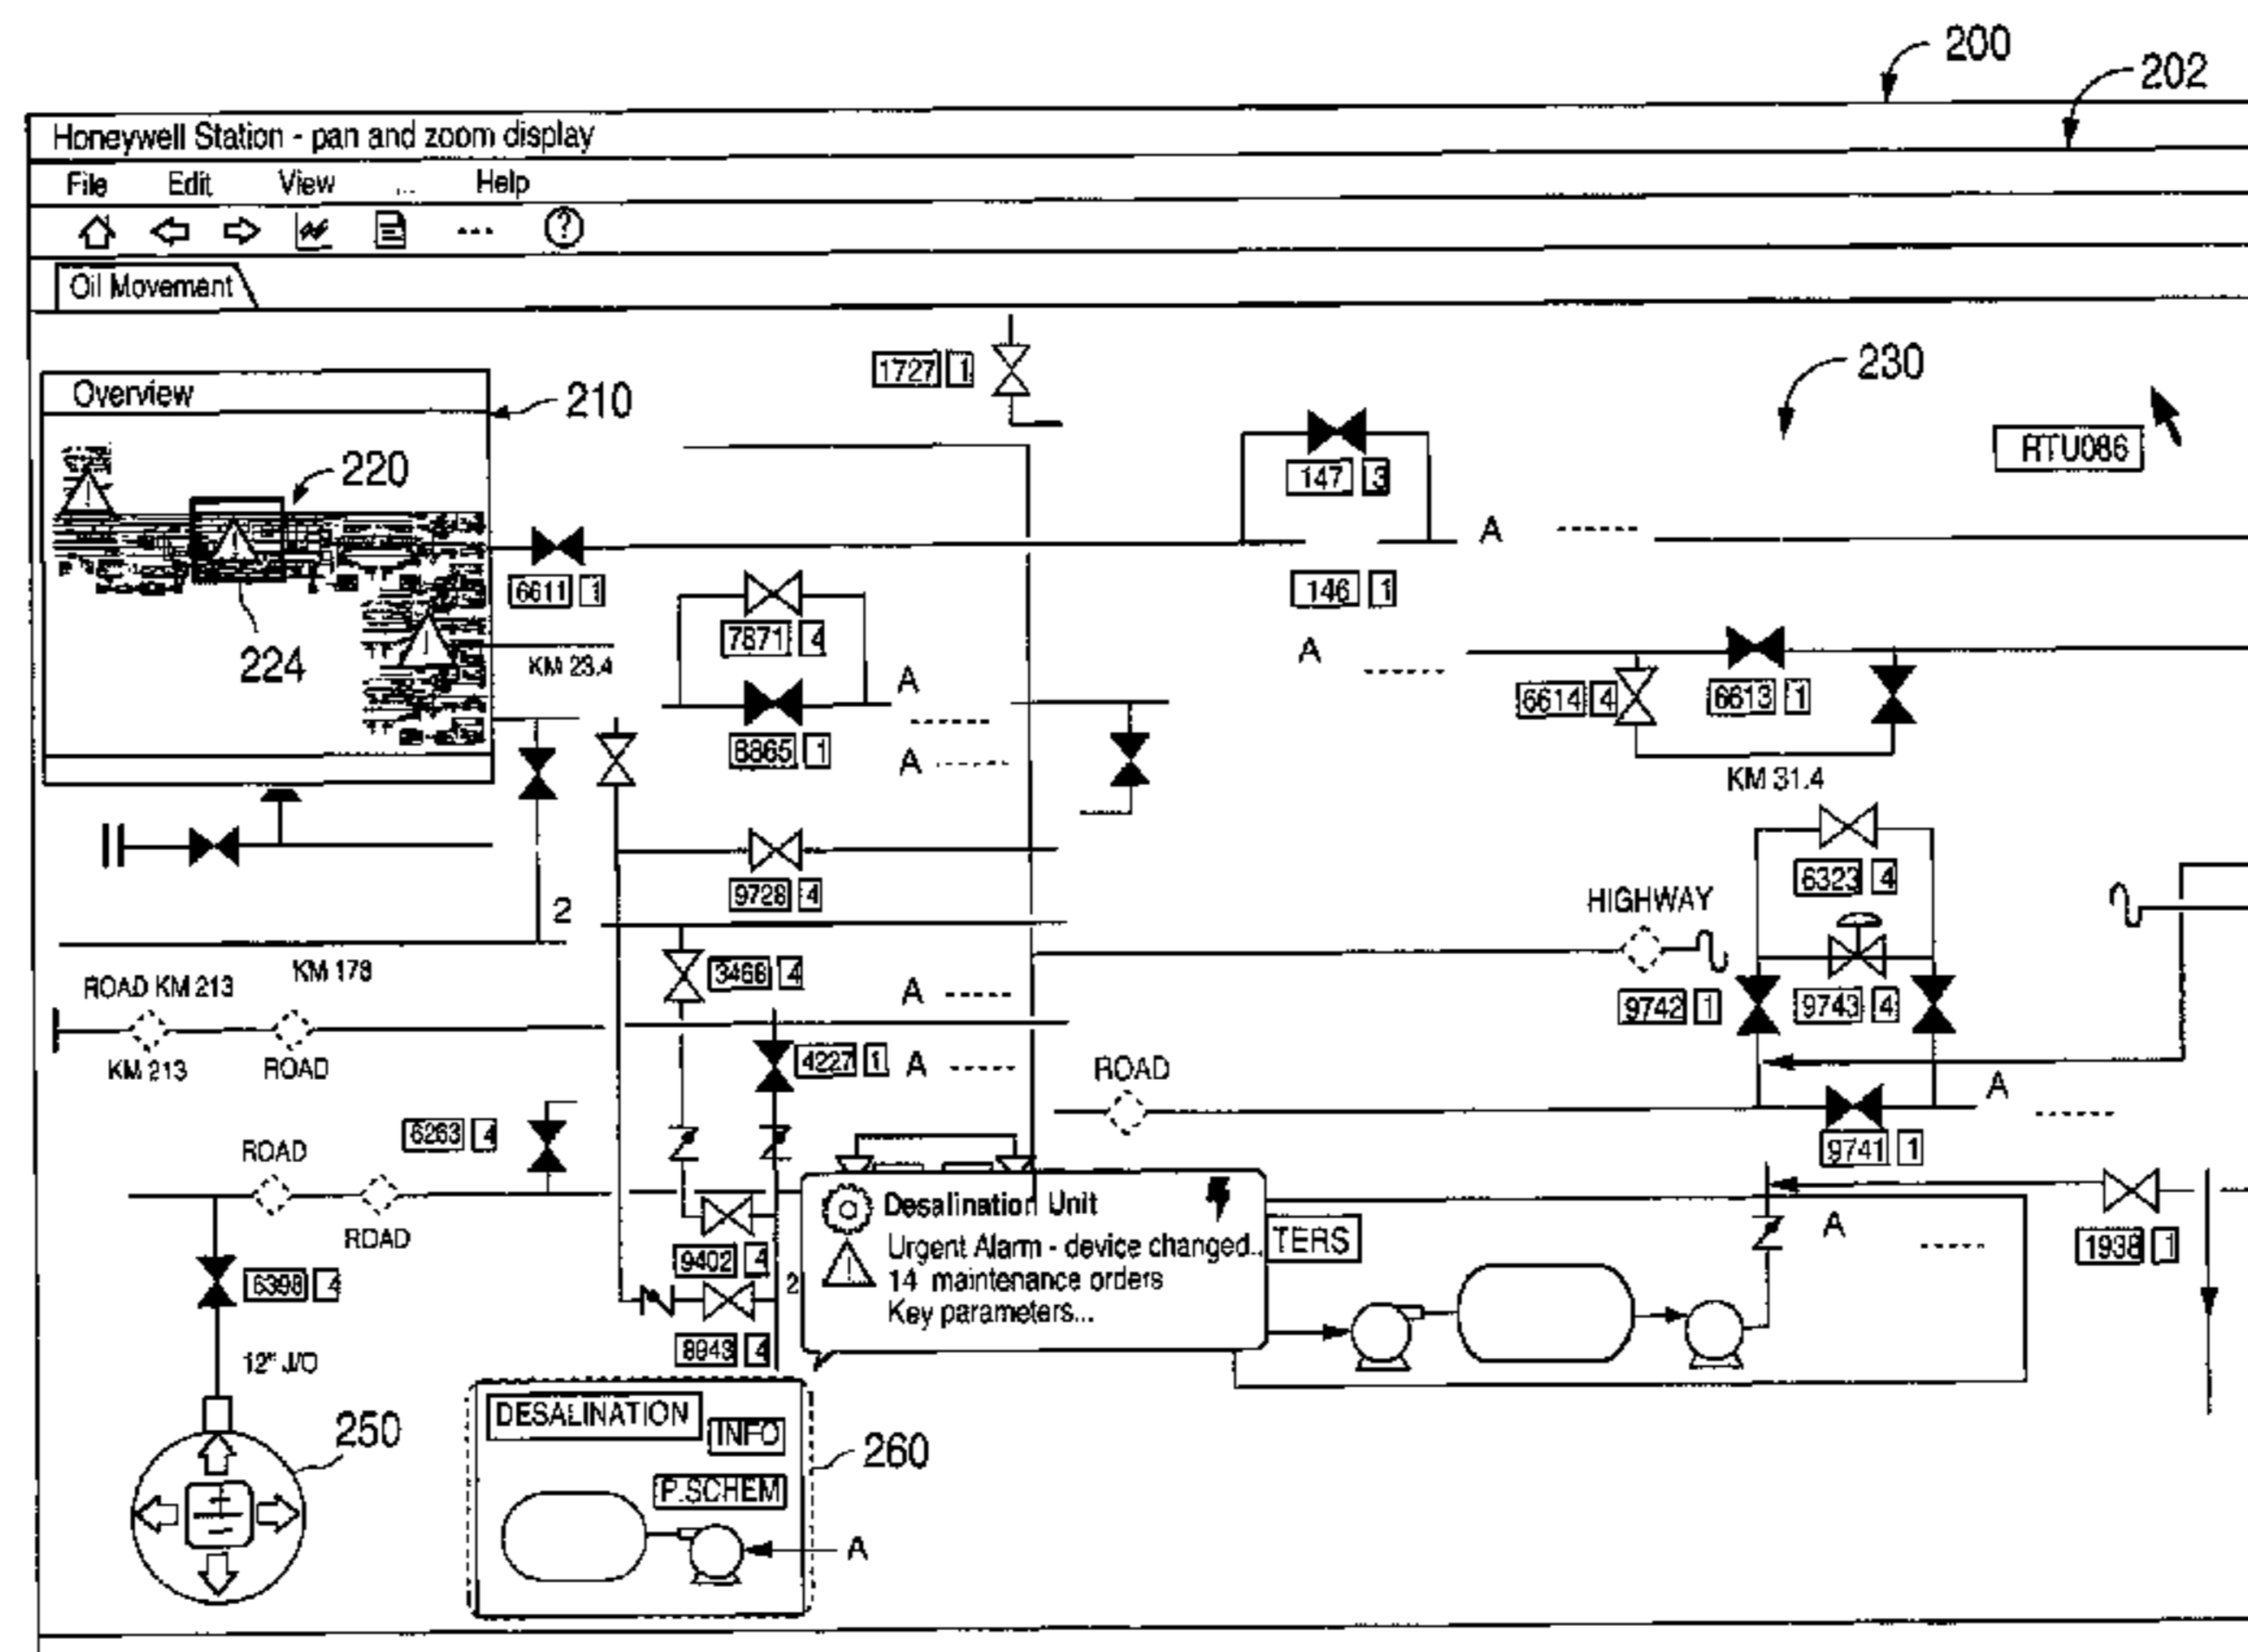 200
202
Honeywell Station - pan and zoom display
File Edit View ... Help
?
Oil Movement
1727 1
230
Overview
210
RTU086
147 3
220
A
6611 1
146 1
7871 4
A
224
KM 23.4
A
6614 4
6613 1
8865 1
A
KM 31.4
6323 4
9728 4
HIGHWAY
2
KM 178
3466 4
ROAD KM 213
A
9742 1
9743 4
KM 213
ROAD
4227 1
A
ROAD
A
6263 4
9741 1
ROAD
ROAD
Desalination Unit
Urgent Alarm - device changed..
14 maintenance orders
Key parameters...
TERS
A
1938 1
9402 4
6398 4
2
8943 4
12" J/O
250
DESALINATION
INFO
260
P.SCHEM
A